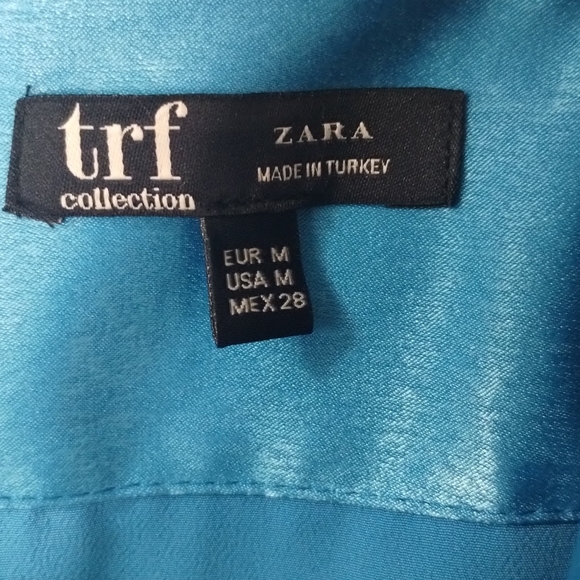 trf
collection
ZARA
MADE IN TURKEY
EUR M
USA M
MEX 28